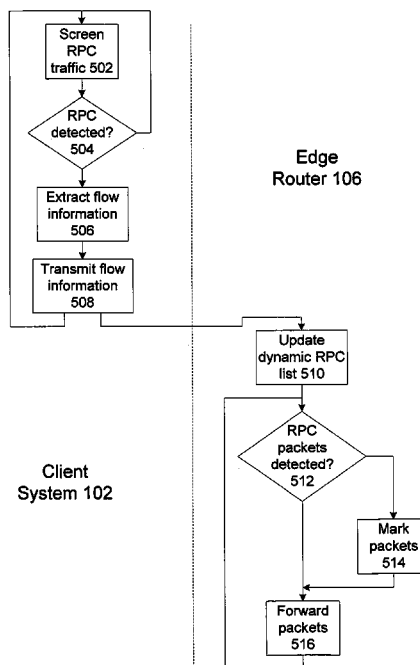 Screen
RPC
traffic 502
RPC
detected?
504
Extract flow
information
506
Transmit flow
information
508
Edge
Router 106
Update
dynamic RPC
list 510
RPC
packets
detected?
512
Client
System 102
Mark
packets
514
Forward
packets
516